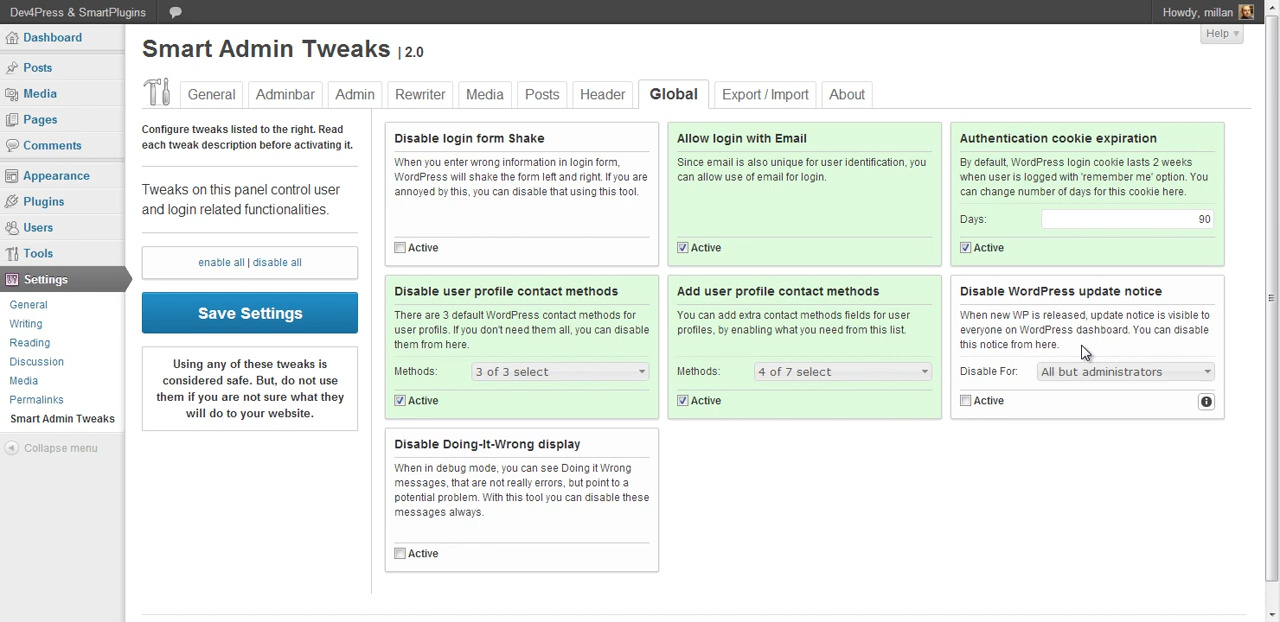 Dev4Press & SmartPlugins
Howdy, millan
Help
Dashboard
Posts
Media
Pages
Comments
Appearance
Plugins
Users
Tools
Settings
General
Writing
Reading
Discussion
Media
Permalinks
Smart Admin Tweaks
Collapse menu
Smart Admin Tweaks | 2.0
General
Adminbar
Admin
Rewriter
Media
Posts
Header
Global
Export / Import
About
Configure tweaks listed to the right. Read
each tweak description before activating it.
Tweaks on this panel control user
and login related functionalities.
enable all | disable all
Save Settings
Using any of these tweaks is
considered safe. But, do not use
them if you are not sure what they
will do to your website.
Disable login form Shake
When you enter wrong information in login form,
WordPress will shake the form left and right. If you are
annoyed by this, you can disable that using this tool.
Active
Allow login with Email
Since email is also unique for user identification, you
can allow use of email for login.
Active
Authentication cookie expiration
By default, WordPress login cookie lasts 2 weeks
when user is logged with 'remember me' option. You
can change number of days for this cookie here.
Days: 90
Active
Disable user profile contact methods
There are 3 default WordPress contact methods for
user profils. If you don't need them all, you can disable
them from here.
Methods: 3 of 3 select
Active
Add user profile contact methods
You can add extra contact methods fields for user
profiles, by enabling what you need from this list.
Methods: 4 of 7 select
Active
Disable WordPress update notice
When new WP is released, update notice is visible to
everyone on WordPress dashboard. You can disable
this notice from here.
Disable For: All but administrators
Active
Disable Doing-It-Wrong display
When in debug mode, you can see Doing it Wrong
messages, that are not really errors, but point to a
potential problem. With this tool you can disable these
messages always.
Active